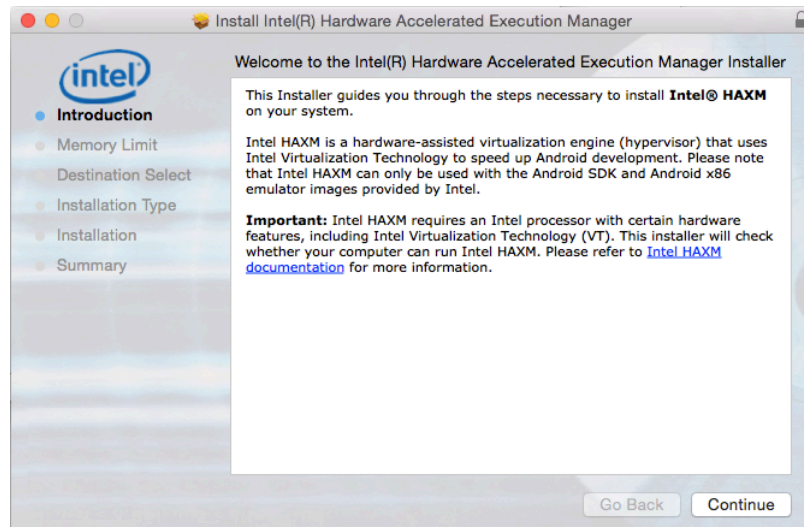 Install Intel(R) Hardware Accelerated Execution Manager
intel
Welcome to the Intel(R) Hardware Accelerated Execution Manager Installer
Introduction
Memory Limit
Destination Select
Installation Type
Installation
Summary
This Installer guides you through the steps necessary to install Intel® HAXM
on your system.
Intel HAXM is a hardware-assisted virtualization engine (hypervisor) that uses
Intel Virtualization Technology to speed up Android development. Please note
that Intel HAXM can only be used with the Android SDK and Android x86
emulator images provided by Intel.
Important: Intel HAXM requires an Intel processor with certain hardware
features, including Intel Virtualization Technology (VT). This installer will check
whether your computer can run Intel HAXM. Please refer to Intel HAXM
documentation for more information.
Go Back
Continue